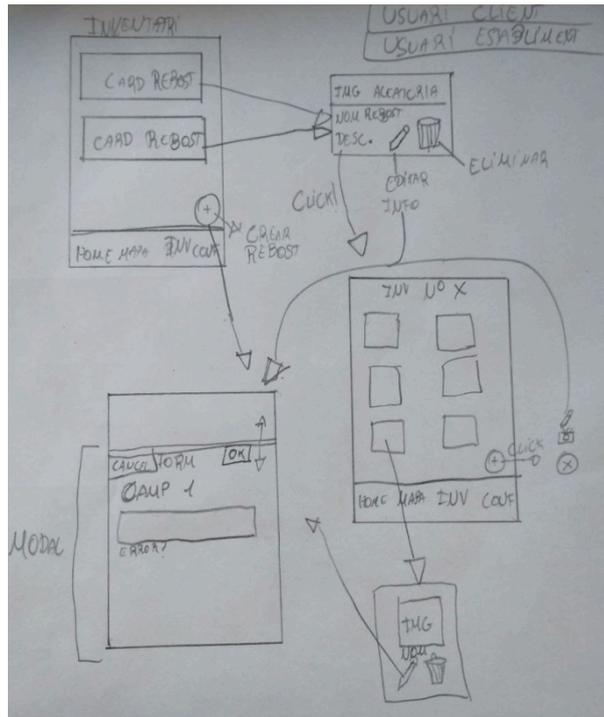 INVENTARI
USUARI CLIENT
USUARI ESTABLIMENT
CARD REBOST
CARD REBOST
IMG ALEATORIA
NOM REBOST
DESC.
ELIMINAR
EDITAR
INFO
CLICK!
CREAR
REBOST
HOME MAPA INV CONF
INV Nº X
CLICK
HOME MAPA INV CONF
CANCEL FORM OK
CAMP 1
ERROR?
MODAL
IMG
NOM